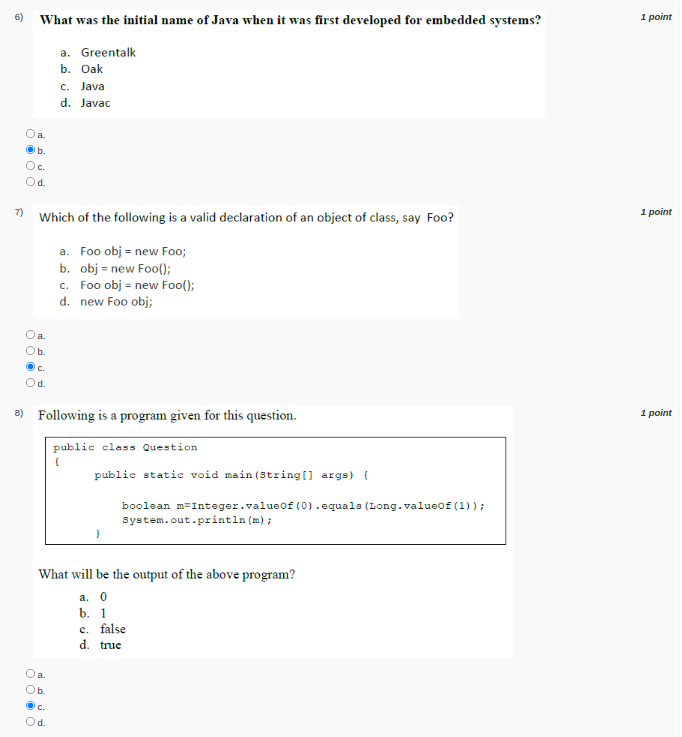 6) What was the initial name of Java when it was first developed for embedded systems? 1 point
a. Greentalk
b. Oak
c. Java
d. Javac
a.
b.
c.
d.
7) Which of the following is a valid declaration of an object of class, say Foo? 1 point
a. Foo obj = new Foo;
b. obj = new Foo();
c. Foo obj = new Foo();
d. new Foo obj;
a.
b.
c.
d.
8) Following is a program given for this question. 1 point
public class Question
{
public static void main(String[] args) {
boolean m=Integer.valueOf(0).equals(Long.valueOf(1));
System.out.println(m);
}
What will be the output of the above program?
a. 0
b. 1
c. false
d. true
a.
b.
c.
d.